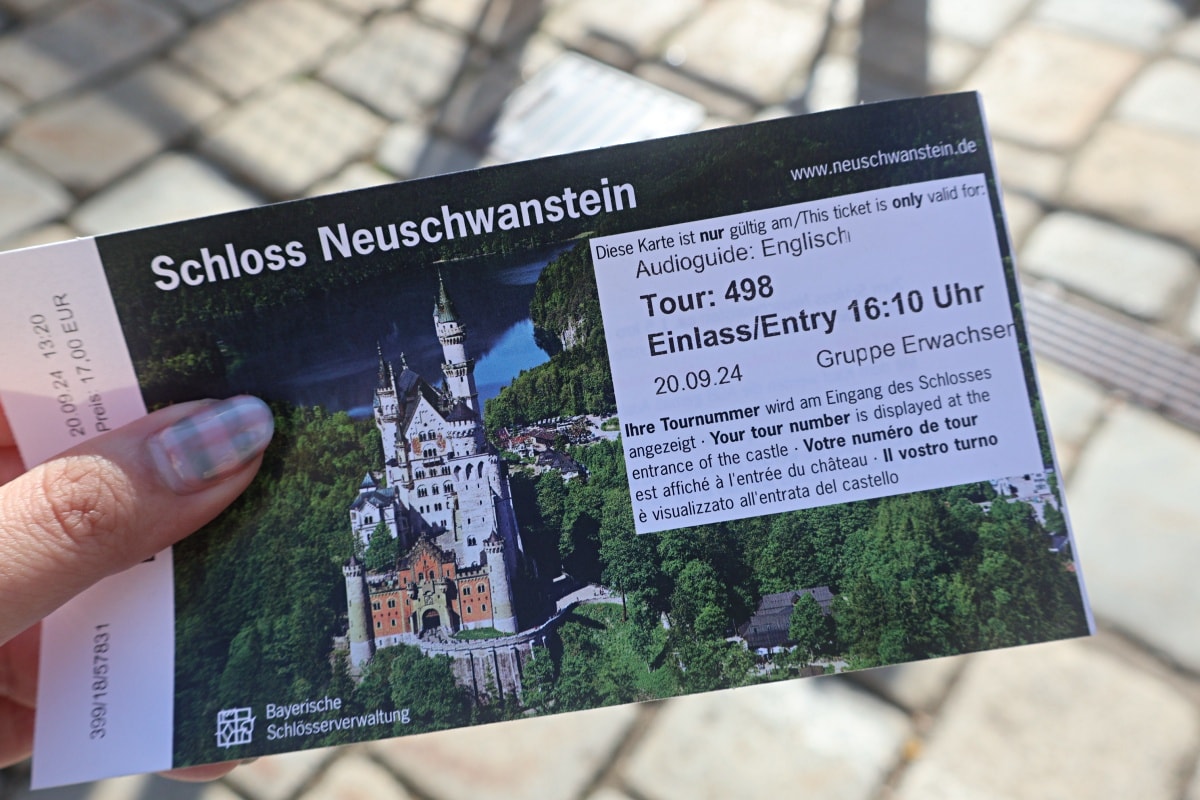 20.09.24 13:20
Preis 17,00 EUR
399/18/57831
Schloss Neuschwanstein
www.neuschwanstein.de
Diese Karte ist nur gültig am/This ticket is only valid for:
Audioguide: Englisch
Tour: 498
Einlass/Entry 16:10 Uhr
20.09.24 Gruppe Erwachsen
Ihre Tournummer wird am Eingang des Schlosses
angezeigt · Your tour number is displayed at the
entrance of the castle · Votre numéro de tour
est affiché à l'entrée du château · Il vostro turno
è visualizzato all'entrata del castello
Bayerische
Schlösserverwaltung